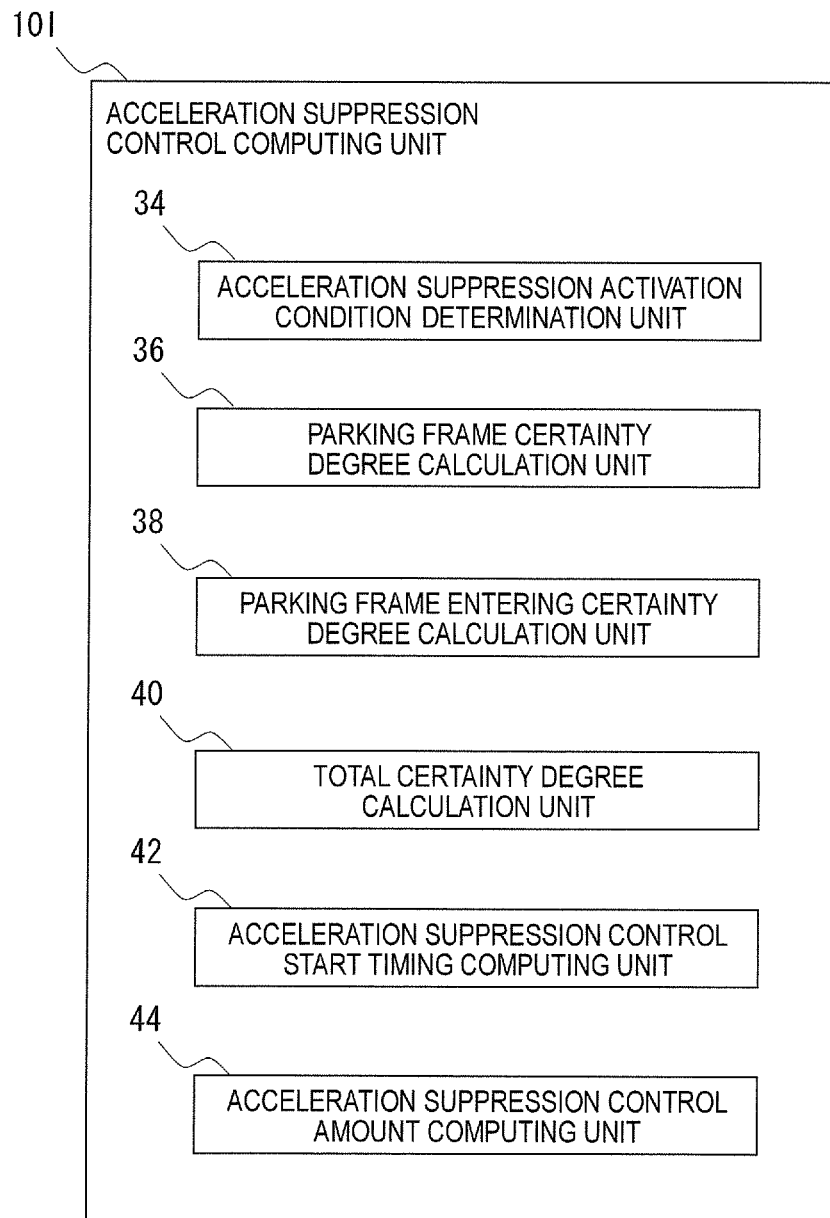 10I
ACCELERATION SUPPRESSION
CONTROL COMPUTING UNIT
34
ACCELERATION SUPPRESSION ACTIVATION
CONDITION DETERMINATION UNIT
36
PARKING FRAME CERTAINTY
DEGREE CALCULATION UNIT
38
PARKING FRAME ENTERING CERTAINTY
DEGREE CALCULATION UNIT
40
TOTAL CERTAINTY DEGREE
CALCULATION UNIT
42
ACCELERATION SUPPRESSION CONTROL
START TIMING COMPUTING UNIT
44
ACCELERATION SUPPRESSION CONTROL
AMOUNT COMPUTING UNIT